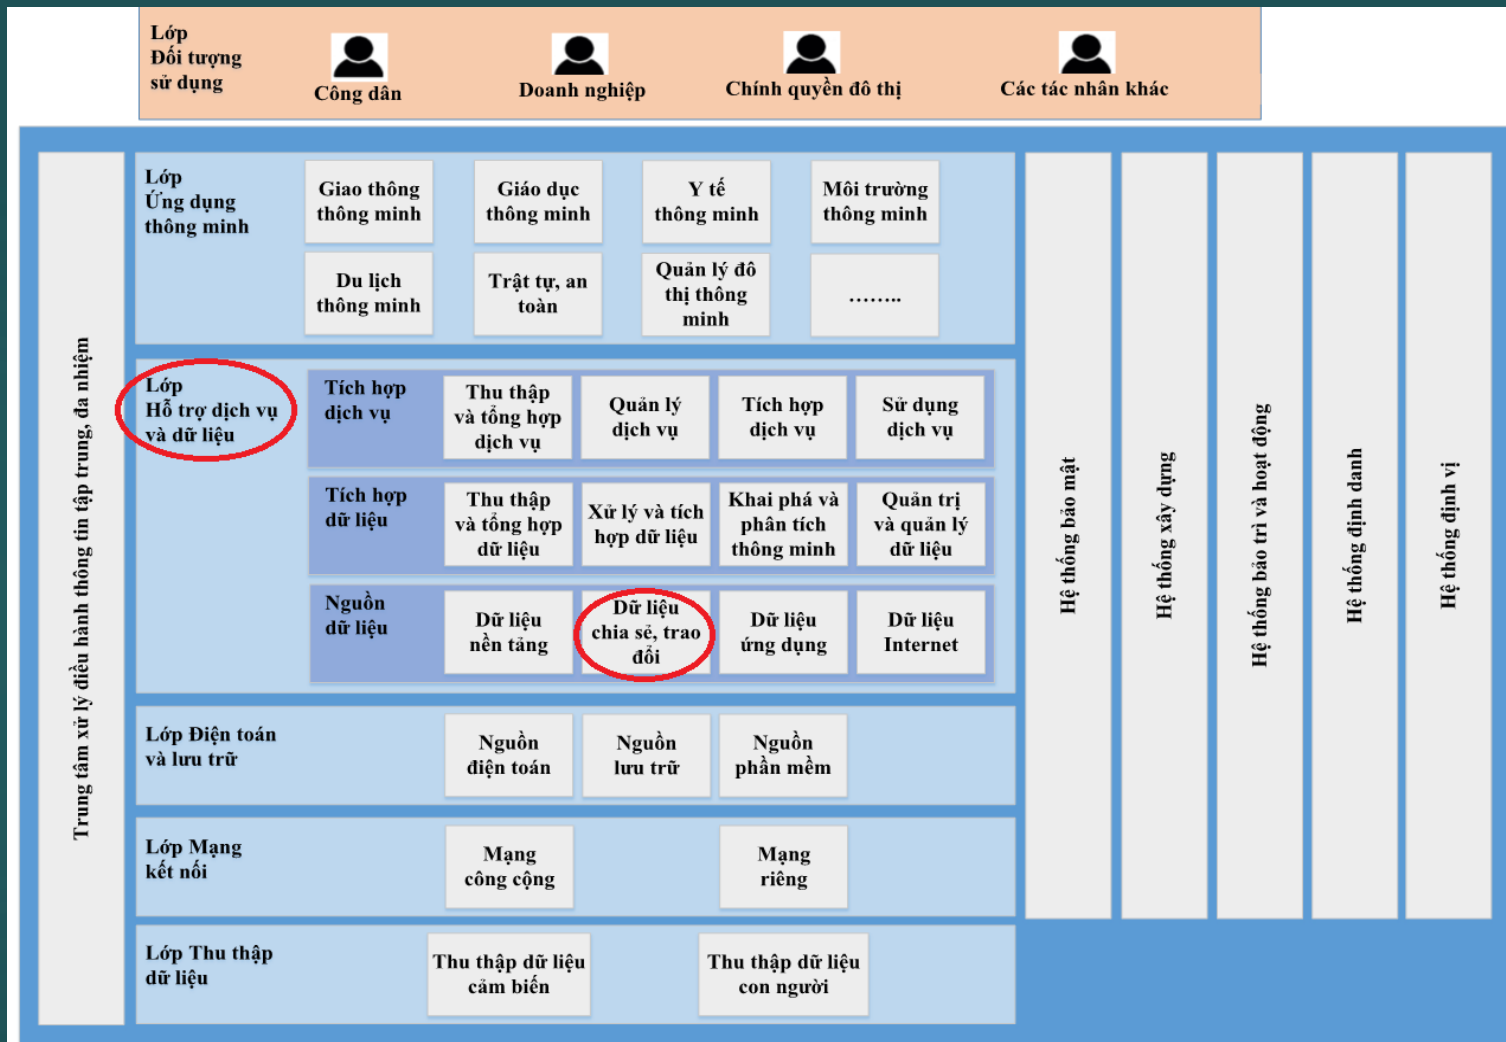 Lớp
Đối tượng
sử dụng
Công dân
Doanh nghiệp
Chính quyền đô thị
Các tác nhân khác
Trung tâm xử lý điều hành thông tin tập trung, đa nhiệm
Lớp
Ứng dụng
thông minh
Giao thông
thông minh
Giáo dục
thông minh
Y tế
thông minh
Môi trường
thông minh
Du lịch
thông minh
Trật tự, an
toàn
Quản lý đô
thị thông
minh
……..
Lớp
Hỗ trợ dịch vụ
và dữ liệu
Tích hợp
dịch vụ
Thu thập
và tổng hợp
dịch vụ
Quản lý
dịch vụ
Tích hợp
dịch vụ
Sử dụng
dịch vụ
Tích hợp
dữ liệu
Thu thập
và tổng hợp
dữ liệu
Xử lý và tích
hợp dữ liệu
Khai phá và
phân tích
thông minh
Quản trị
và quản lý
dữ liệu
Nguồn
dữ liệu
Dữ liệu
nền tảng
Dữ liệu
chia sẻ, trao
đổi
Dữ liệu
ứng dụng
Dữ liệu
Internet
Lớp Điện toán
và lưu trữ
Nguồn
điện toán
Nguồn
lưu trữ
Nguồn
phần mềm
Lớp Mạng
kết nối
Mạng
công cộng
Mạng
riêng
Lớp Thu thập
dữ liệu
Thu thập dữ liệu
cảm biến
Thu thập dữ liệu
con người
Hệ thống bảo mật
Hệ thống xây dựng
Hệ thống bảo trì và hoạt động
Hệ thống định danh
Hệ thống định vị